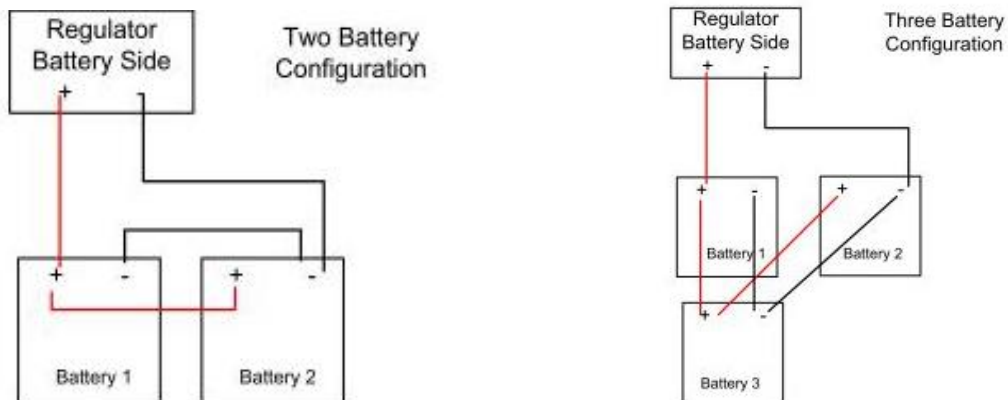 Regulator
Battery Side
+ -
Two Battery
Configuration
+ - + -
Battery 1 Battery 2
Regulator
Battery Side
+ -
Three Battery
Configuration
+ - + -
Battery 1 Battery 2
+ -
Battery 3